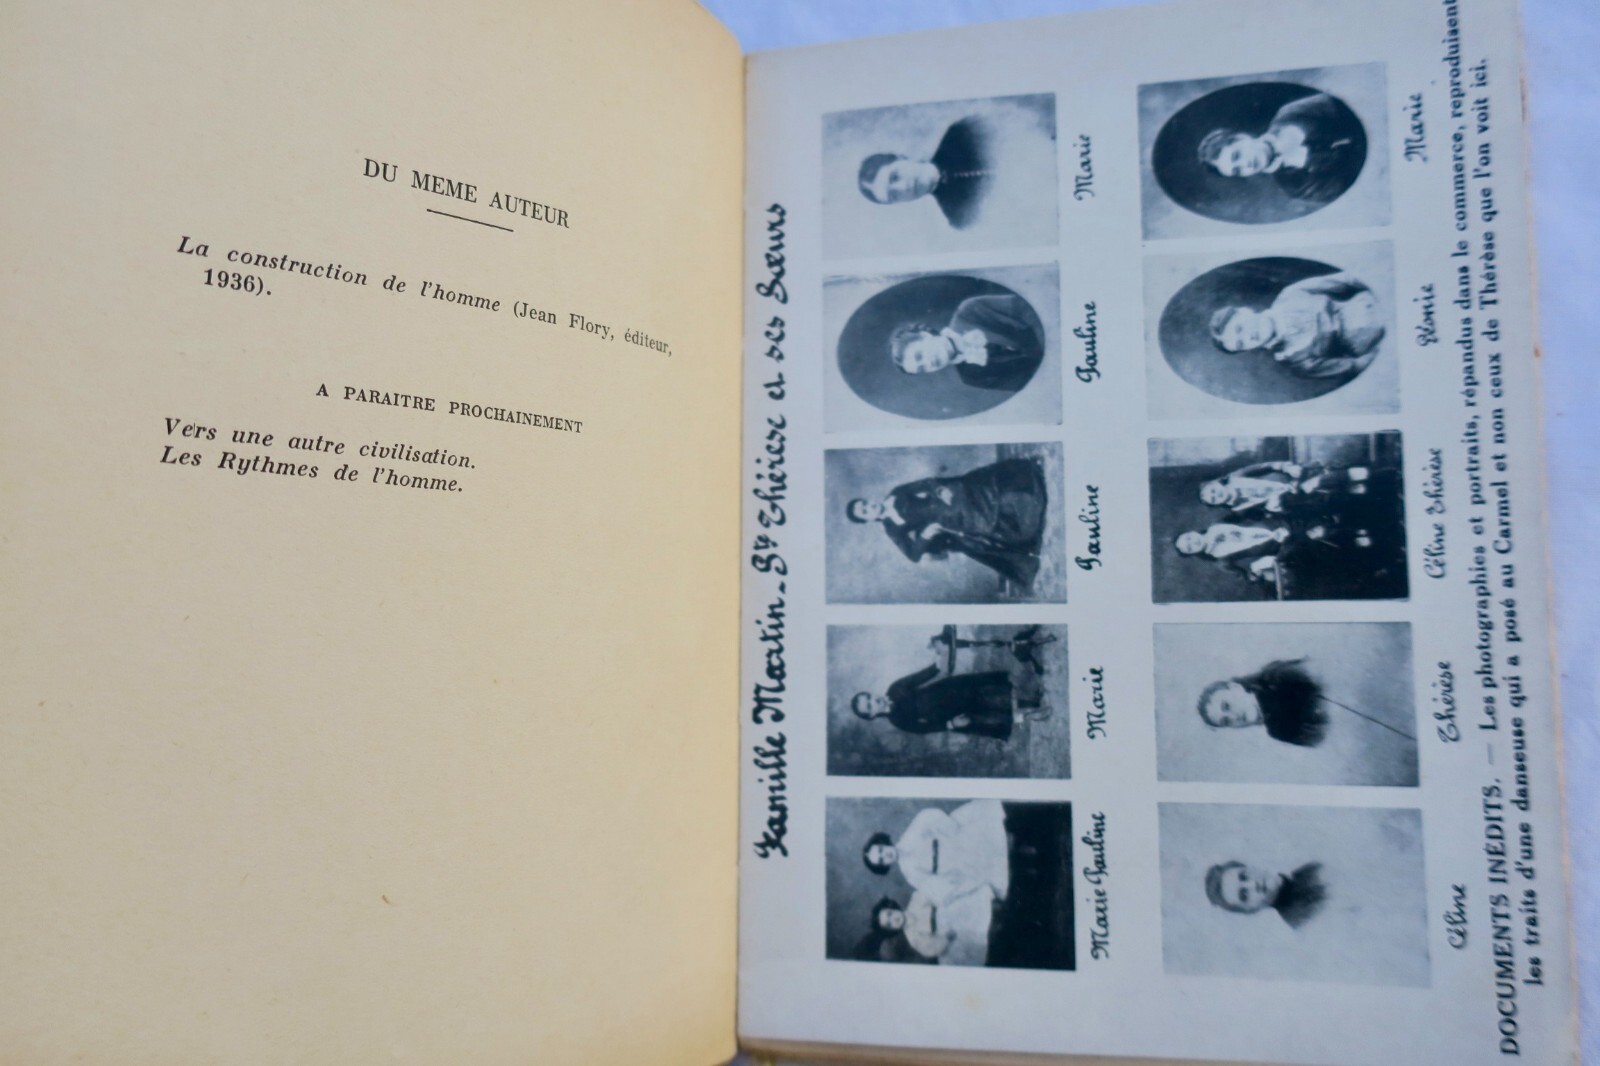 DU MEME AUTEUR
La construction de l'homme (Jean Flory, éditeur,
1936).
A PARAITRE PROCHAINEMENT
Vers une autre civilisation.
Les Rythmes de l'homme.
Famille Martin - Ste Thérèse et ses Sœurs
Marie Pauline
Marie
Pauline
Pauline
Marie
Céline
Thérèse
Céline Thérèse
Léonie
Marie
DOCUMENTS INÉDITS. — Les photographies et portraits, répandus dans le commerce, reproduisent
les traits d'une danseuse qui a posé au Carmel et non ceux de Thérèse que l'on voit ici.